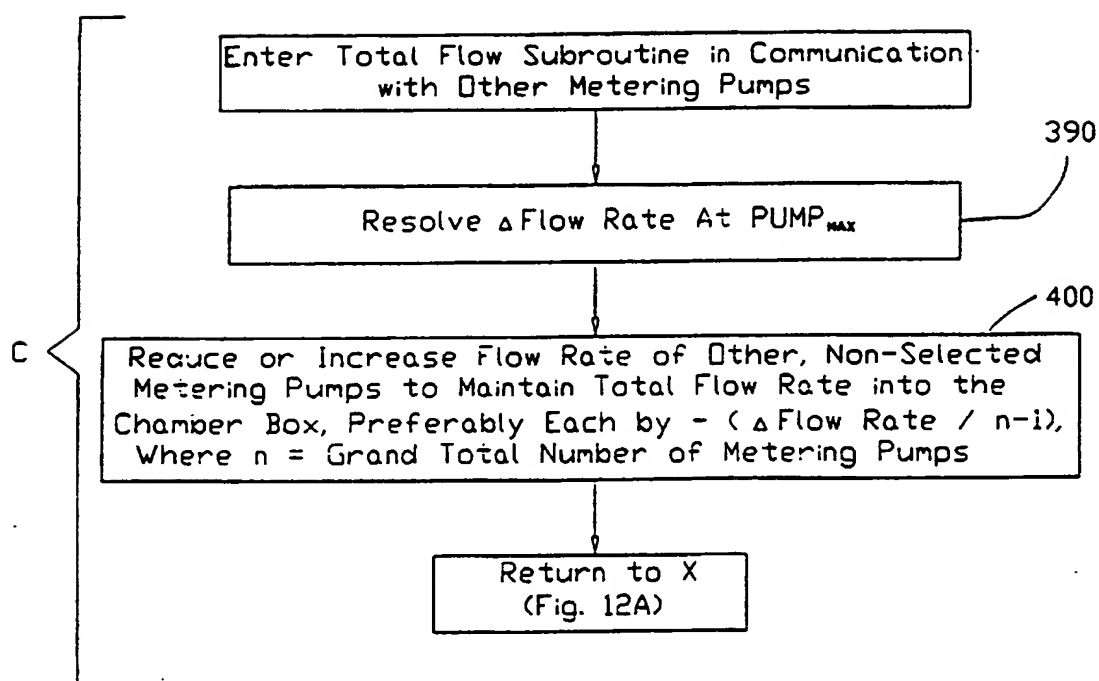 Enter Total Flow Subroutine in Communication
with Other Metering Pumps
390
Resolve ΔFlow Rate At PUMPMAX
400
C
Reduce or Increase Flow Rate of Other, Non-Selected
Metering Pumps to Maintain Total Flow Rate into the
Chamber Box, Preferably Each by - (ΔFlow Rate / n-1),
Where n = Grand Total Number of Metering Pumps
Return to X
(Fig. 12A)